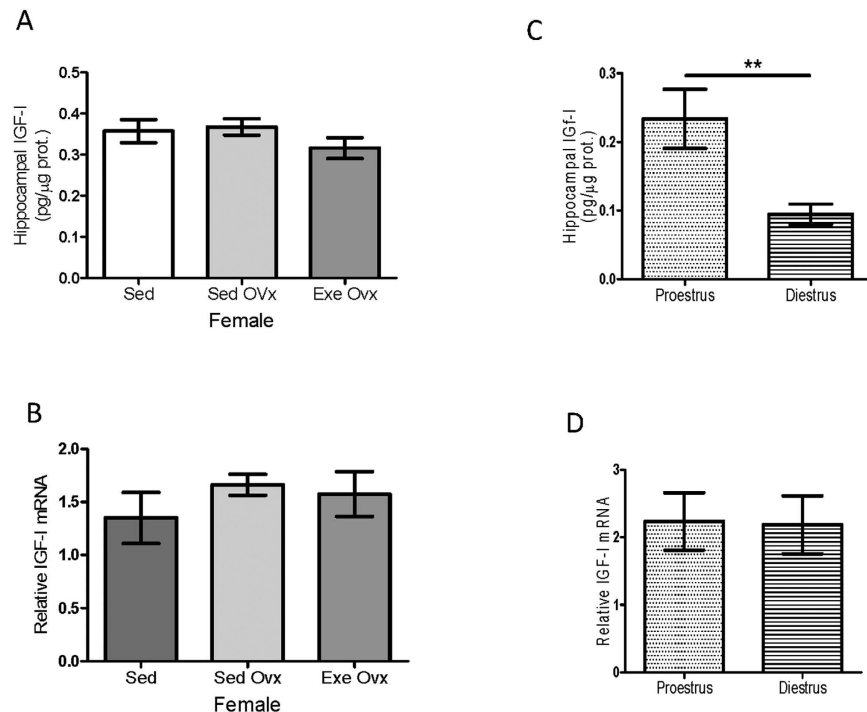 A
Hippocampal IGF-I
(pg/µg prot.)
0.5
0.4
0.3
0.2
0.1
0.0
Sed
Sed OVx
Exe Ovx
Female
C
**
Hippocampal IGf-I
(pg/µg prot.)
0.3
0.2
0.1
0.0
Proestrus
Diestrus
B
Relative IGF-I mRNA
2.0
1.5
1.0
0.5
0.0
Sed
Sed Ovx
Exe Ovx
Female
D
Relative IGF-I mRNA
3
2
1
0
Proestrus
Diestrus